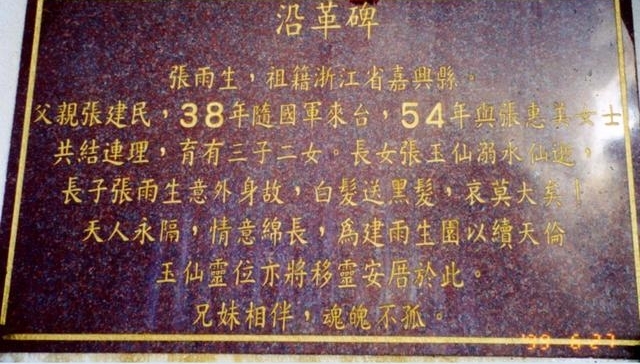 沿革碑
張雨生，祖籍浙江省嘉興縣。
父親張建民，38年隨國軍來台，54年與張惠美女士
共結連理，育有三子二女。長女張玉仙溺水仙逝，
長子張雨生意外身故，白髮送黑髮，哀莫大矣！
天人永隔，情意綿長，為建雨生園以續天倫
玉仙靈位亦將移靈安厝於此。
兄妹相伴，魂魄不孤。
'99 6 27